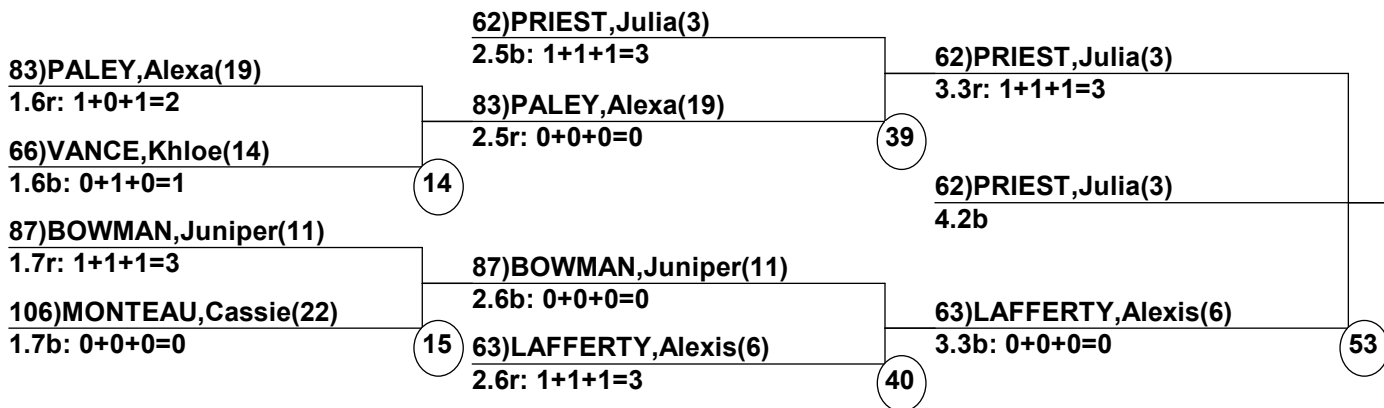 83)PALEY,Alexa(19)
1.6r: 1+0+1=2
66)VANCE,Khloe(14)
1.6b: 0+1+0=1
14
87)BOWMAN,Juniper(11)
1.7r: 1+1+1=3
106)MONTEAU,Cassie(22)
1.7b: 0+0+0=0
15
62)PRIEST,Julia(3)
2.5b: 1+1+1=3
83)PALEY,Alexa(19)
2.5r: 0+0+0=0
39
87)BOWMAN,Juniper(11)
2.6b: 0+0+0=0
63)LAFFERTY,Alexis(6)
2.6r: 1+1+1=3
40
62)PRIEST,Julia(3)
3.3r: 1+1+1=3
62)PRIEST,Julia(3)
4.2b
63)LAFFERTY,Alexis(6)
3.3b: 0+0+0=0
53